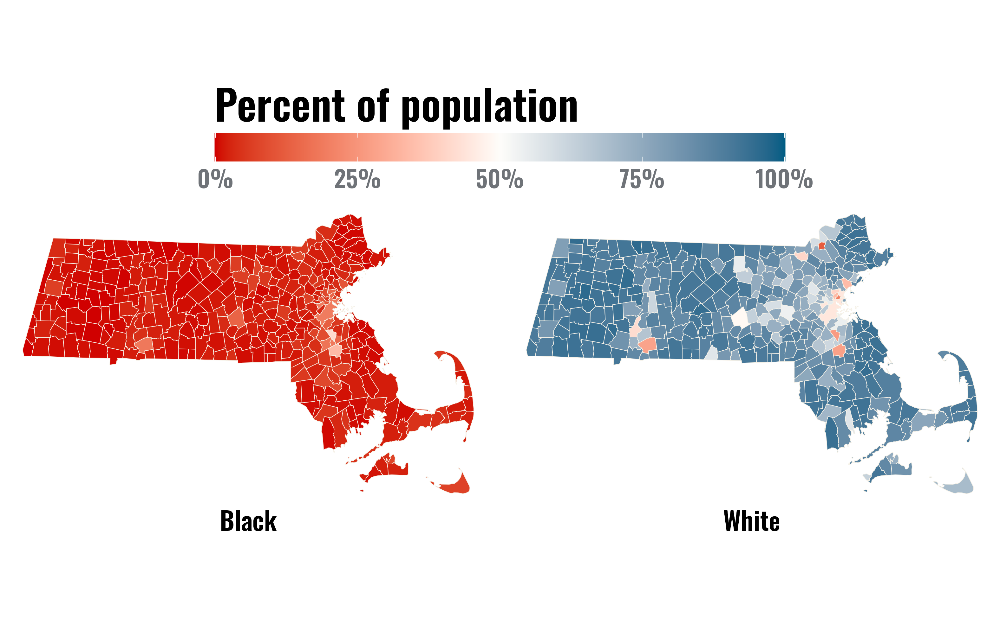 Percent of population
0% 25% 50% 75% 100%
Black White